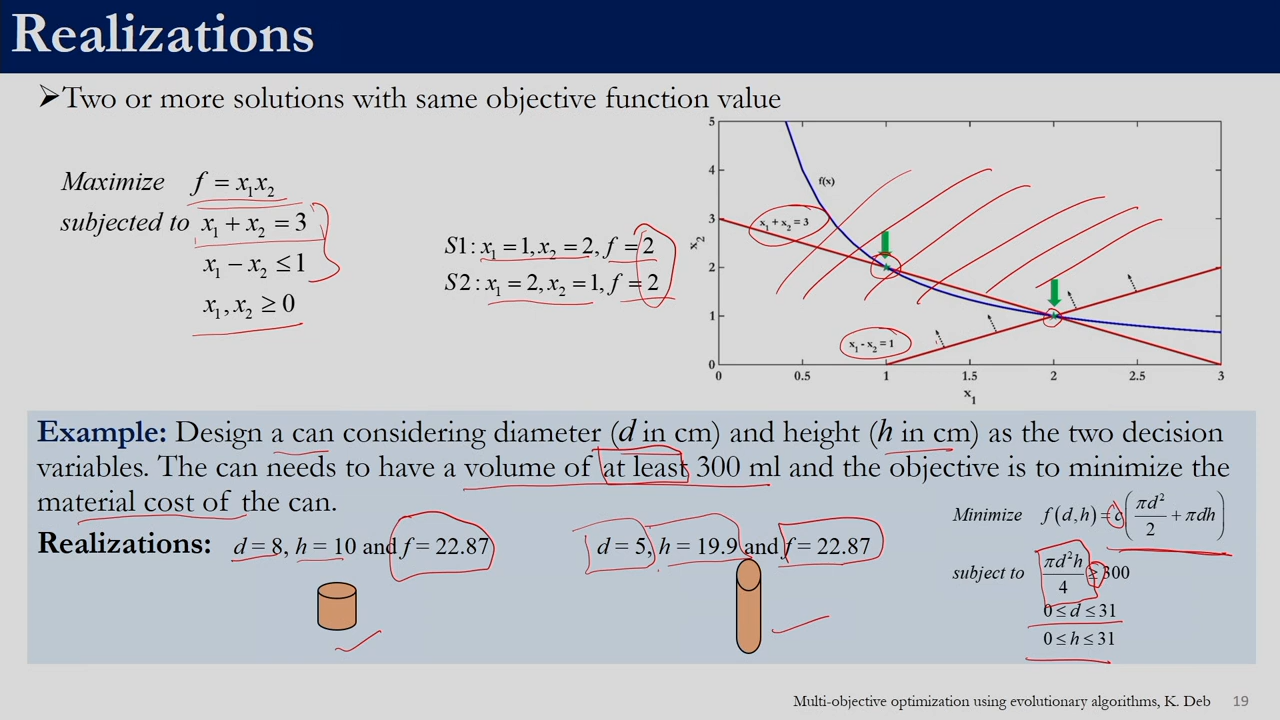 Realizations
➢Two or more solutions with same objective function value
Maximize f = x₁x₂
subjected to x₁ + x₂ = 3
x₁ − x₂ ≤ 1
x₁, x₂ ≥ 0
S1: x₁ = 1, x₂ = 2, f = 2
S2: x₁ = 2, x₂ = 1, f = 2
5
4
3
2
1
0
x₂
f(x)
x₁ + x₂ = 3
x₁ - x₂ = 1
0 0.5 1 1.5 2 2.5 3
x₁
Example: Design a can considering diameter (d in cm) and height (h in cm) as the two decision
variables. The can needs to have a volume of at least 300 ml and the objective is to minimize the
material cost of the can.
Realizations: d = 8, h = 10 and f = 22.87 d = 5, h = 19.9 and f = 22.87
Minimize f(d,h) = c(πd²/2 + πdh)
subject to πd²h/4 ≥ 300
0 ≤ d ≤ 31
0 ≤ h ≤ 31
Multi-objective optimization using evolutionary algorithms, K. Deb 19